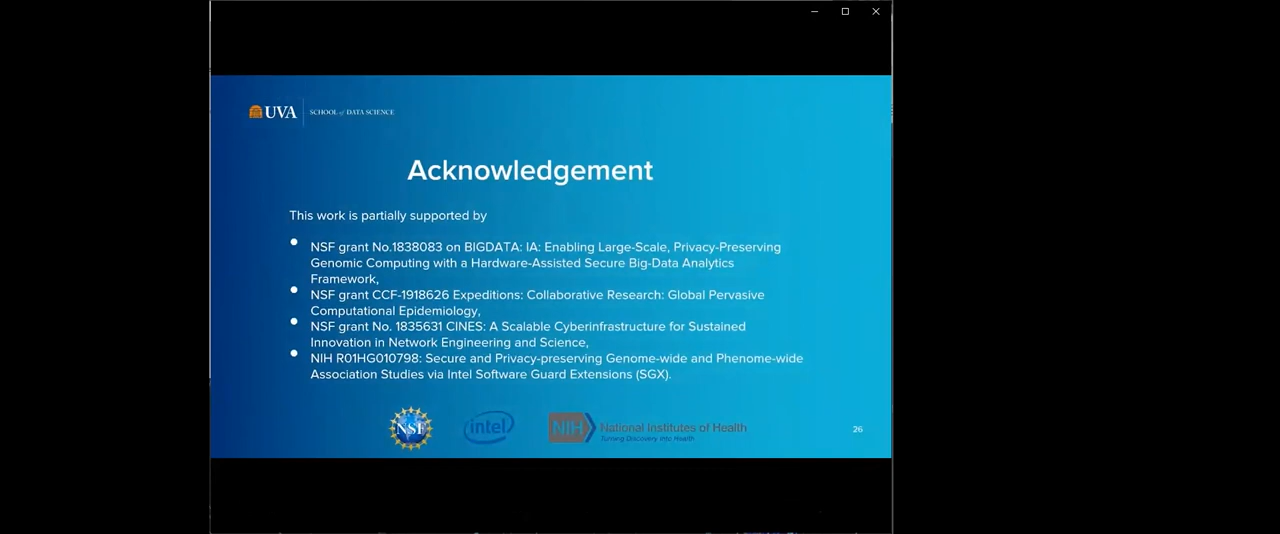 UVA SCHOOL of DATA SCIENCE
Acknowledgement
This work is partially supported by
• NSF grant No.1838083 on BIGDATA: IA: Enabling Large-Scale, Privacy-Preserving
Genomic Computing with a Hardware-Assisted Secure Big-Data Analytics
Framework,
• NSF grant CCF-1918626 Expeditions: Collaborative Research: Global Pervasive
Computational Epidemiology,
• NSF grant No. 1835631 CINES: A Scalable Cyberinfrastructure for Sustained
Innovation in Network Engineering and Science,
• NIH R01HG010798: Secure and Privacy-preserving Genome-wide and Phenome-wide
Association Studies via Intel Software Guard Extensions (SGX).
NSF intel NIH National Institutes of Health
Turning Discovery Into Health
26